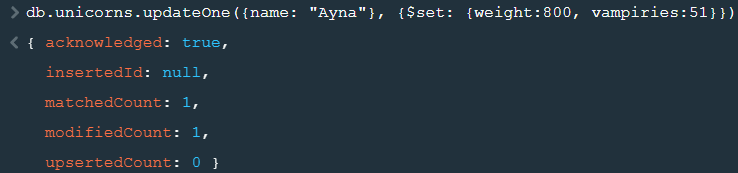 > db.unicorns.updateOne({name: "Ayna"}, {$set: {weight:800, vampiries:51}})
< { acknowledged: true,
insertedId: null,
matchedCount: 1,
modifiedCount: 1,
upsertedCount: 0 }